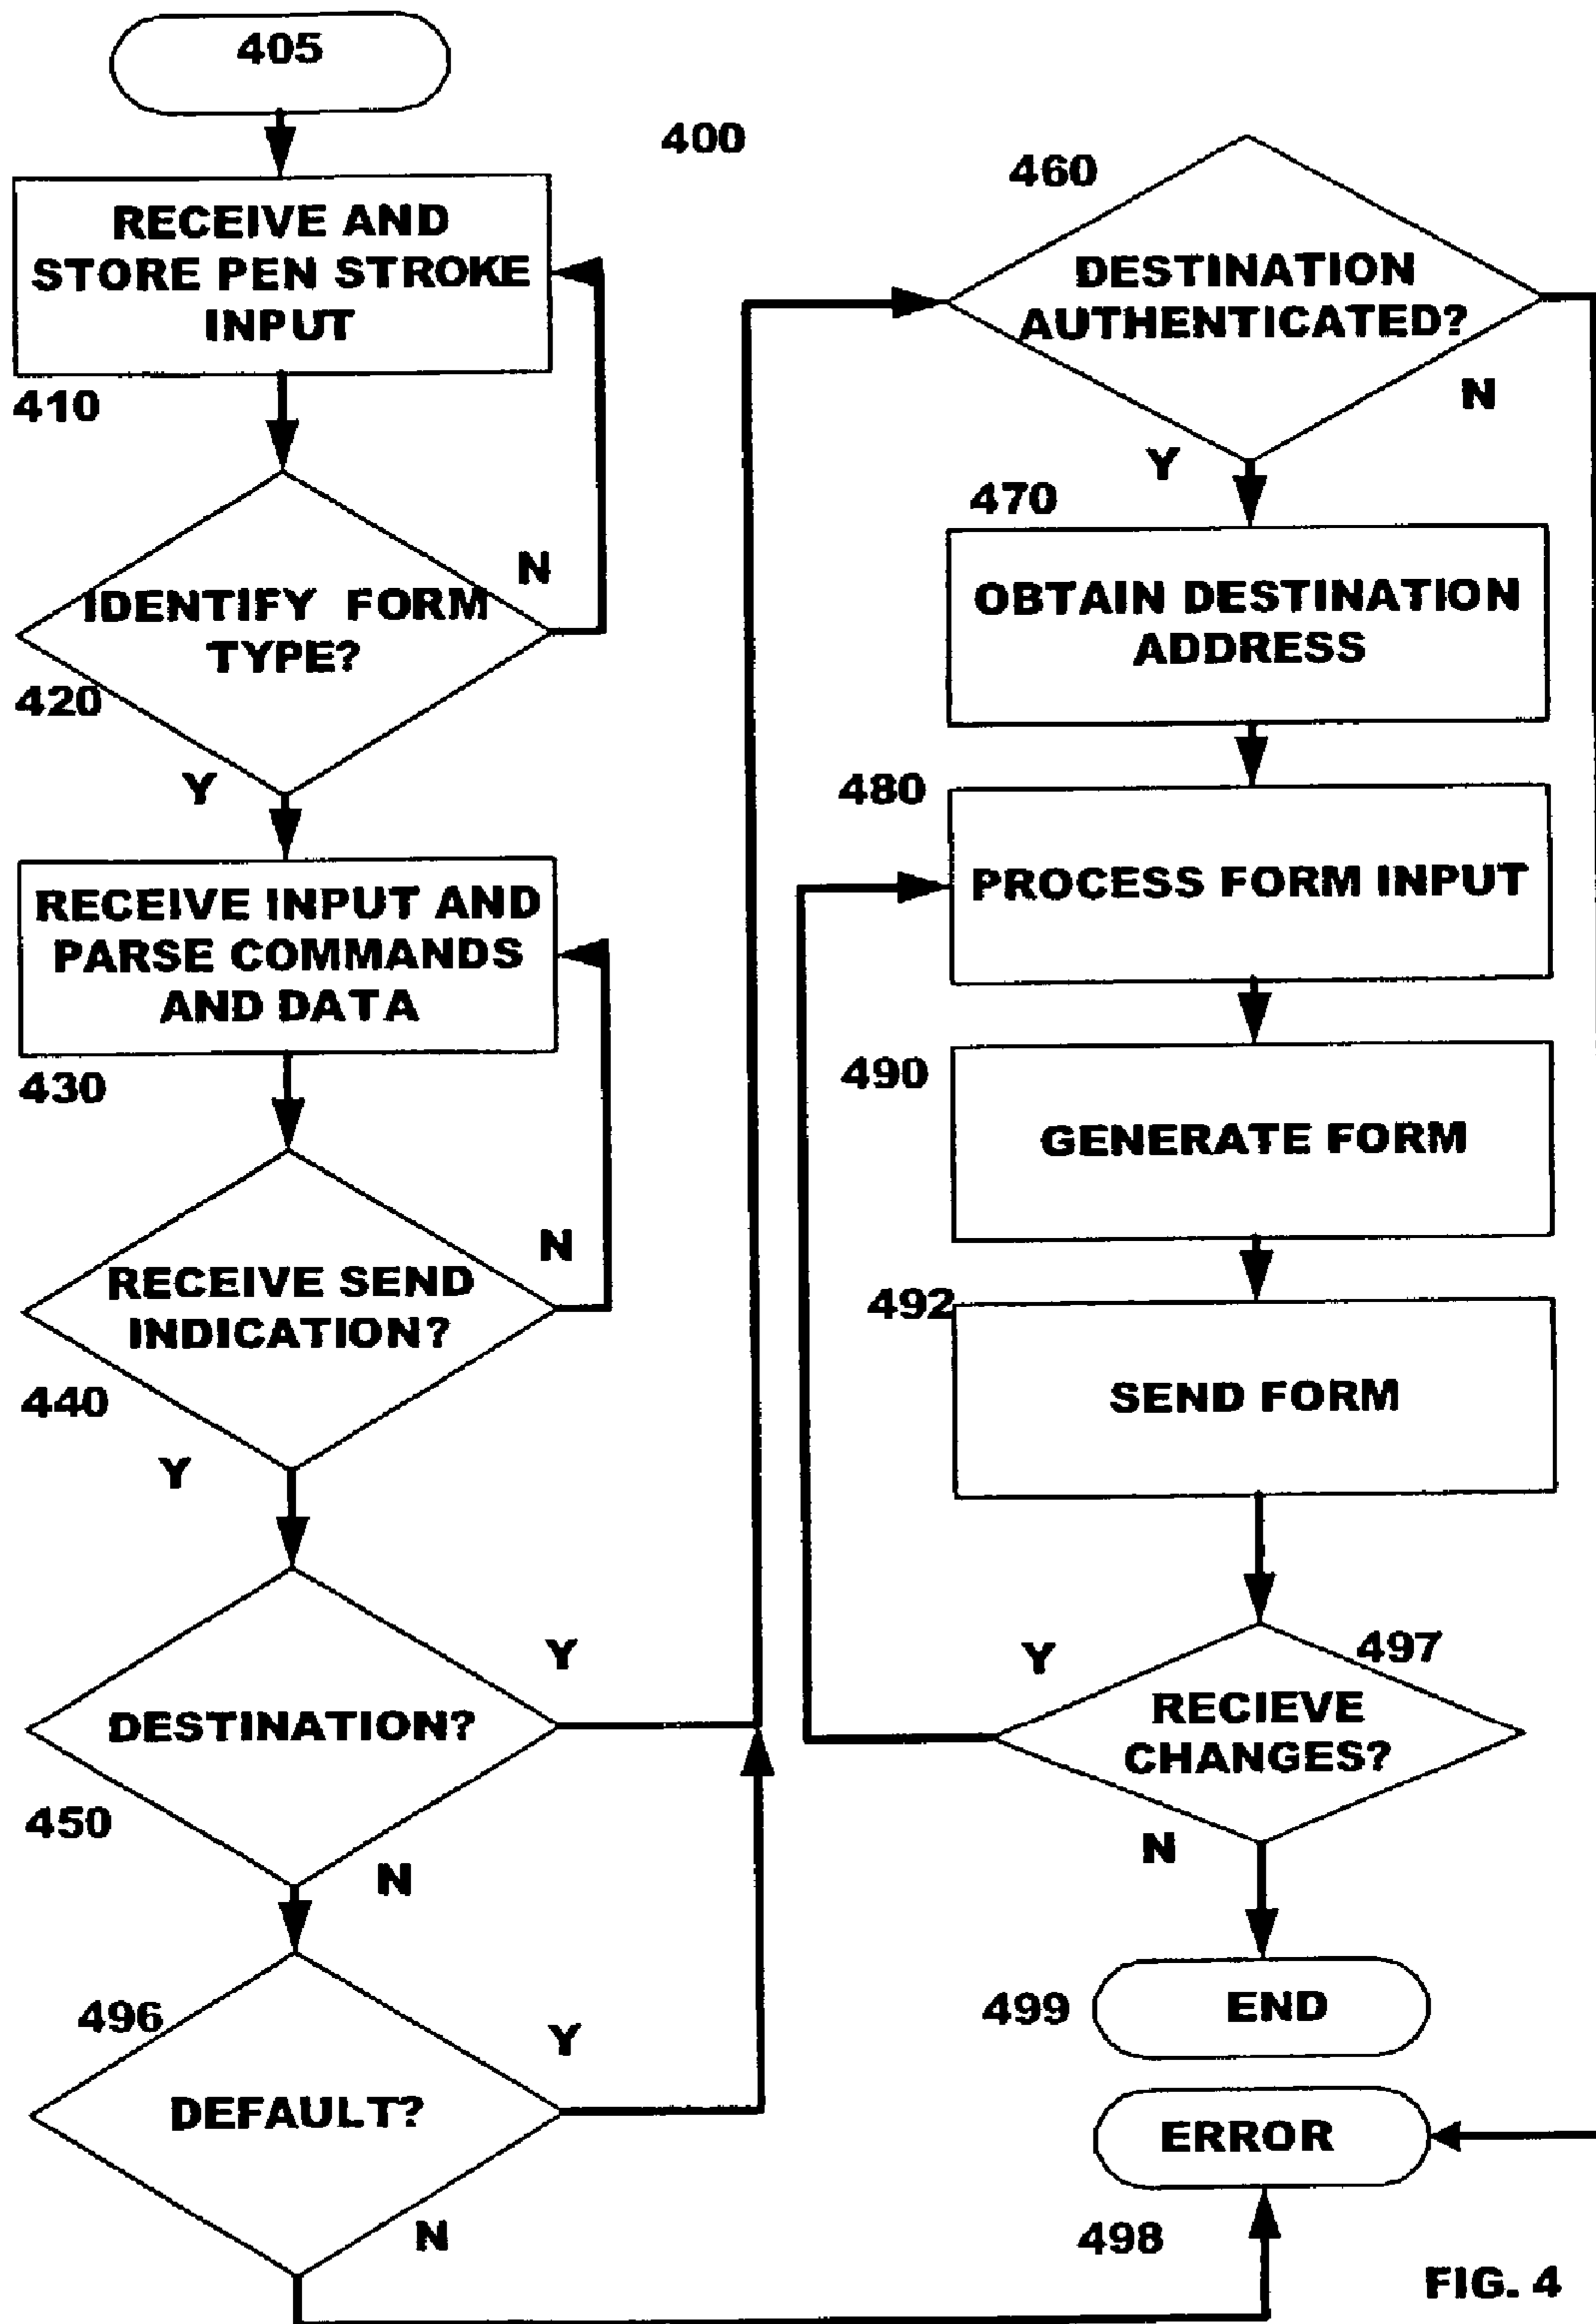 405
400
RECEIVE AND
STORE PEN STROKE
INPUT
410
N
IDENTIFY FORM
TYPE?
420
Y
RECEIVE INPUT AND
PARSE COMMANDS
AND DATA
430
N
RECEIVE SEND
INDICATION?
440
Y
Y
DESTINATION?
450
N
496
Y
DEFAULT?
N
460
DESTINATION
AUTHENTICATED?
N
Y
470
OBTAIN DESTINATION
ADDRESS
480
PROCESS FORM INPUT
490
GENERATE FORM
492
SEND FORM
497
Y
RECIEVE
CHANGES?
N
499
END
ERROR
498
FIG. 4